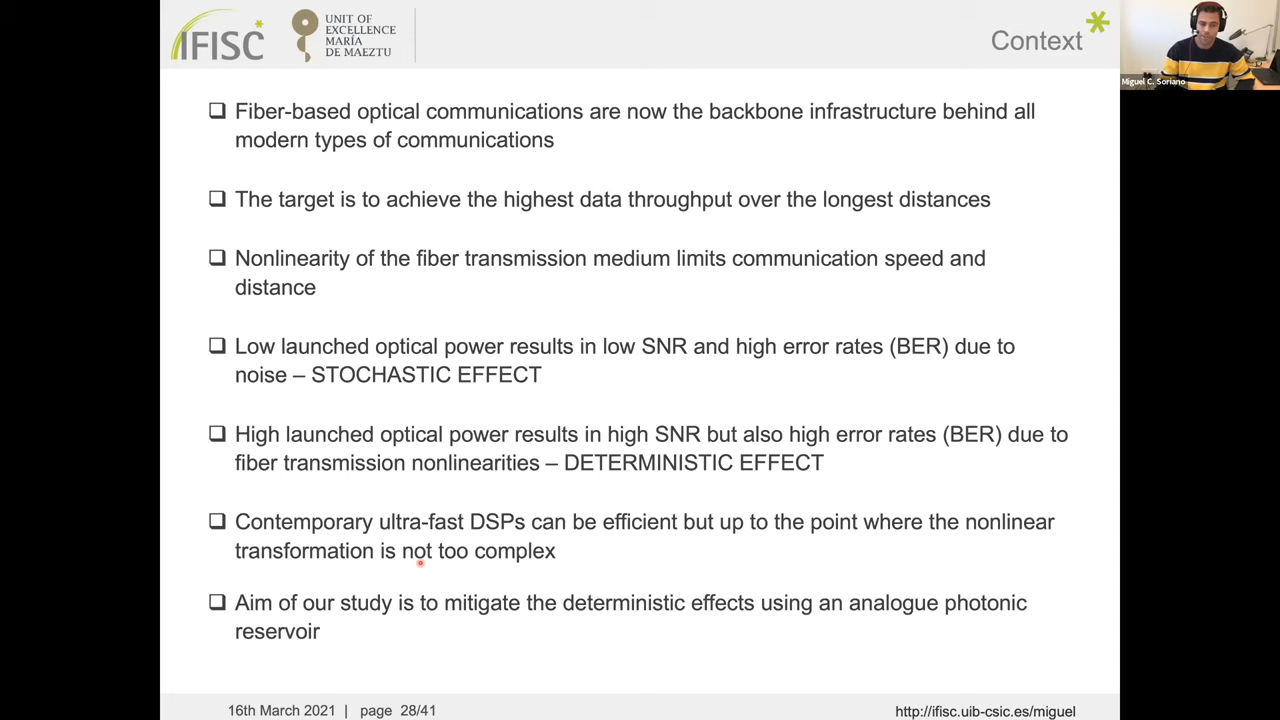 IFISC
UNIT OF
EXCELLENCE
MARÍA
DE MAEZTU
Context
Miguel C. Soriano
Fiber-based optical communications are now the backbone infrastructure behind all
modern types of communications
The target is to achieve the highest data throughput over the longest distances
Nonlinearity of the fiber transmission medium limits communication speed and
distance
Low launched optical power results in low SNR and high error rates (BER) due to
noise – STOCHASTIC EFFECT
High launched optical power results in high SNR but also high error rates (BER) due to
fiber transmission nonlinearities – DETERMINISTIC EFFECT
Contemporary ultra-fast DSPs can be efficient but up to the point where the nonlinear
transformation is not too complex
Aim of our study is to mitigate the deterministic effects using an analogue photonic
reservoir
16th March 2021 | page 28/41
http://ifisc.uib-csic.es/miguel